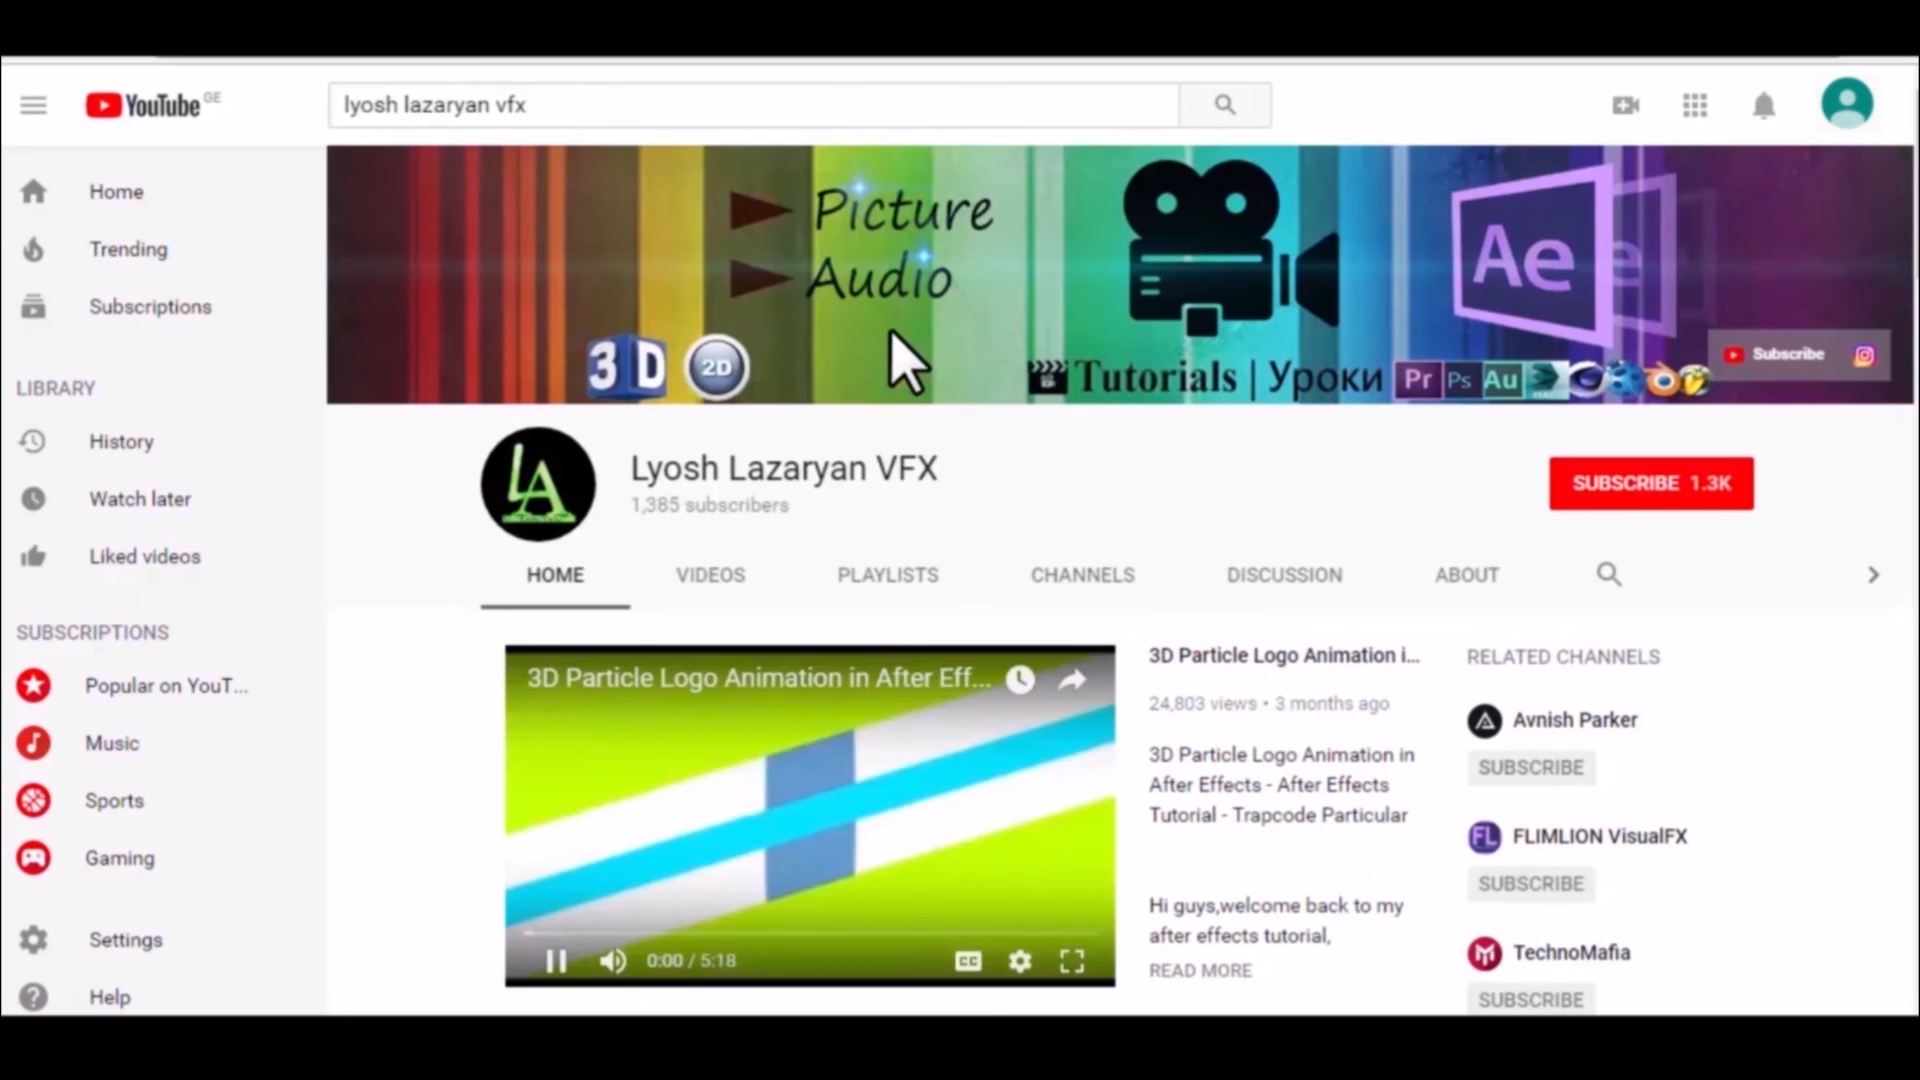 YouTube GE
lyosh lazaryan vfx
Home
Trending
Subscriptions
LIBRARY
History
Watch later
Liked videos
SUBSCRIPTIONS
Popular on YouT...
Music
Sports
Gaming
Settings
Help
Picture
Audio
3D
2D
Tutorials | Уроки
Pr Ps Au
Ae
e
Subscribe
LA
Lyosh Lazaryan VFX
1,385 subscribers
SUBSCRIBE 1.3K
HOME
VIDEOS
PLAYLISTS
CHANNELS
DISCUSSION
ABOUT
3D Particle Logo Animation in After Eff...
0:00 / 5:18
CC
3D Particle Logo Animation i...
24,803 views • 3 months ago
3D Particle Logo Animation in
After Effects - After Effects
Tutorial - Trapcode Particular
Hi guys,welcome back to my
after effects tutorial,
READ MORE
RELATED CHANNELS
Avnish Parker
SUBSCRIBE
FL
FLIMLION VisualFX
SUBSCRIBE
TechnoMafia
SUBSCRIBE